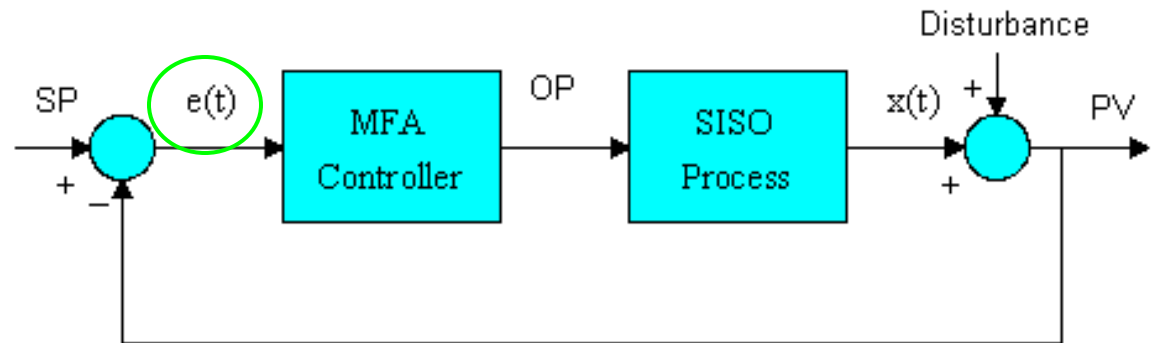 Disturbance
SP
e(t)
MFA
Controller
OP
SISO
Process
x(t)
+
PV
+
−
+